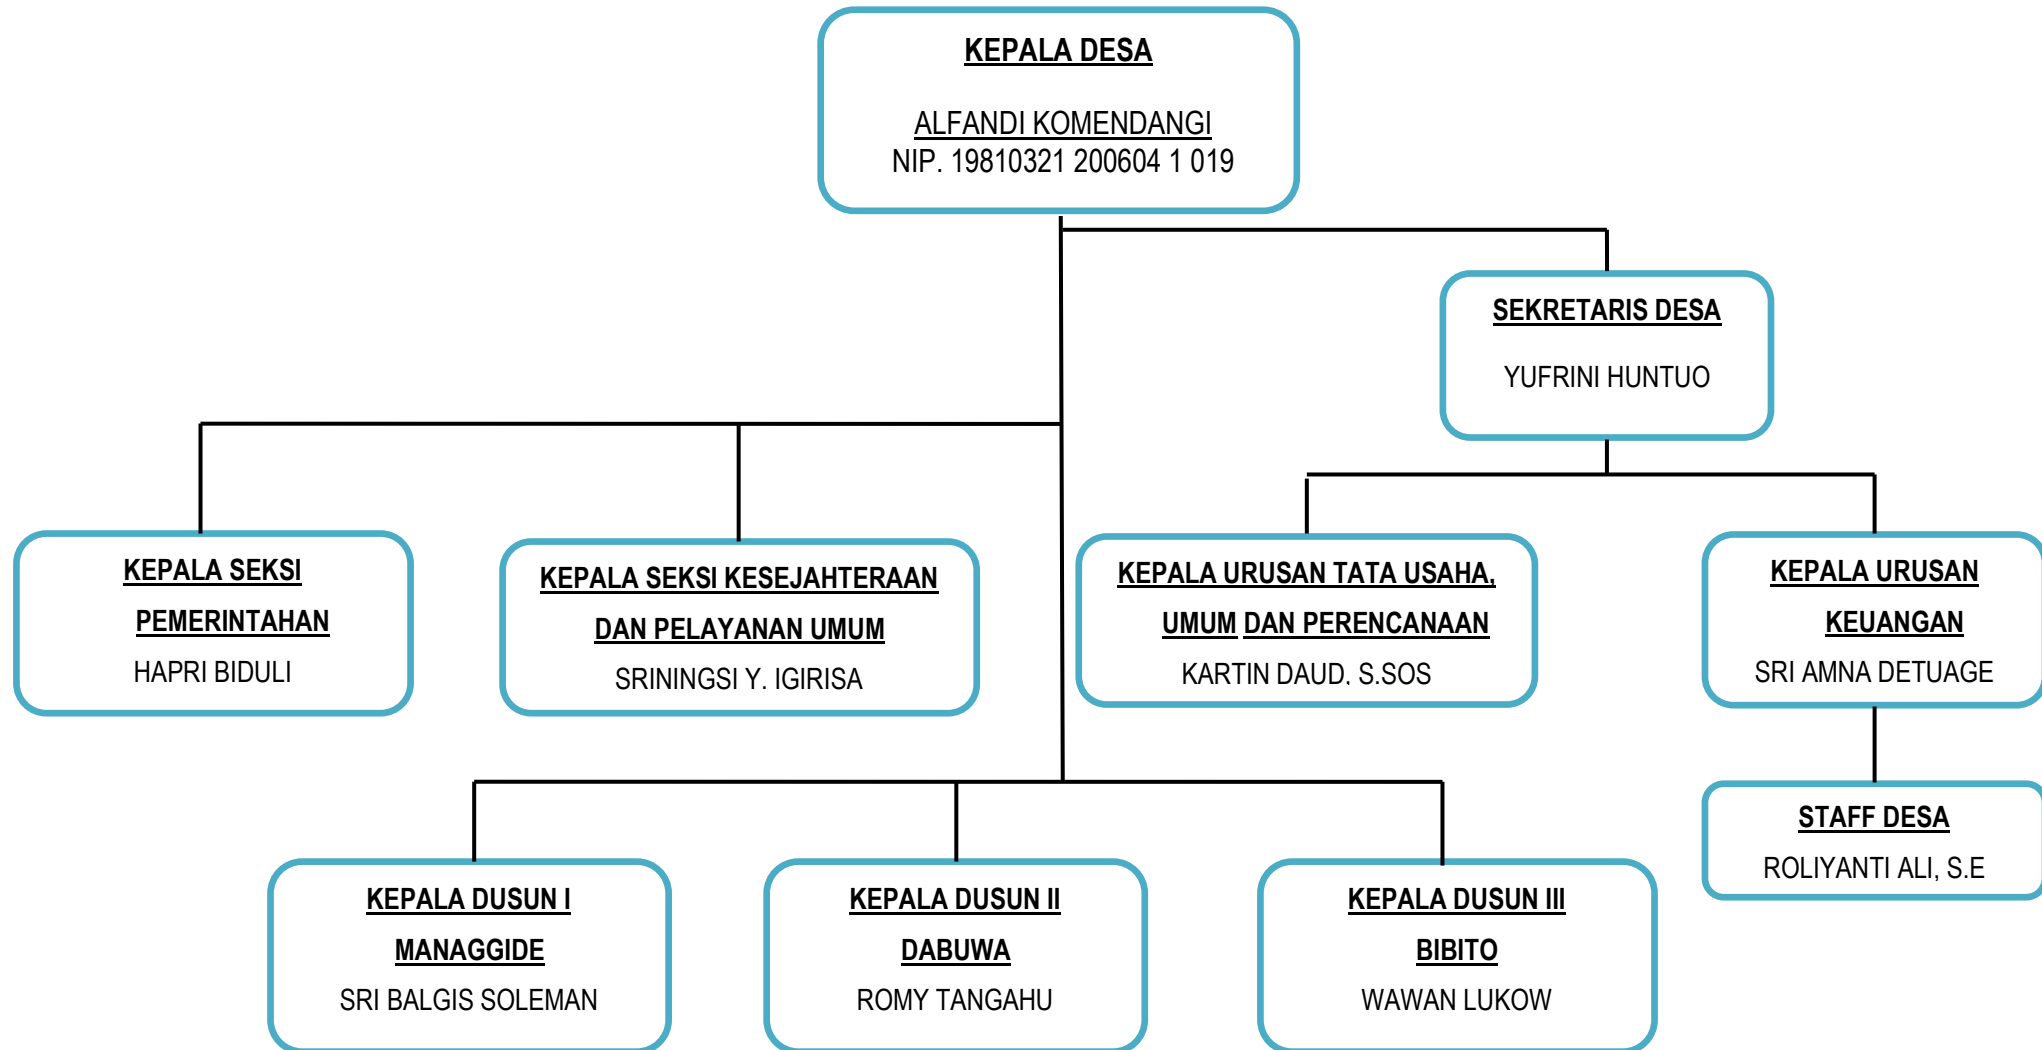 KEPALA DESA
ALFANDI KOMENDANGI
NIP. 19810321 200604 1 019
SEKRETARIS DESA
YUFRINI HUNTUO
KEPALA SEKSI
PEMERINTAHAN
HAPRI BIDULI
KEPALA SEKSI KESEJAHTERAAN
DAN PELAYANAN UMUM
SRININGSI Y. IGIRISA
KEPALA URUSAN TATA USAHA,
UMUM DAN PERENCANAAN
KARTIN DAUD, S.SOS
KEPALA URUSAN
KEUANGAN
SRI AMNA DETUAGE
STAFF DESA
ROLIYANTI ALI, S.E
KEPALA DUSUN I
MANAGGIDE
SRI BALGIS SOLEMAN
KEPALA DUSUN II
DABUWA
ROMY TANGAHU
KEPALA DUSUN III
BIBITO
WAWAN LUKOW